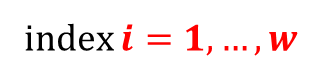 index i = 1, ..., w